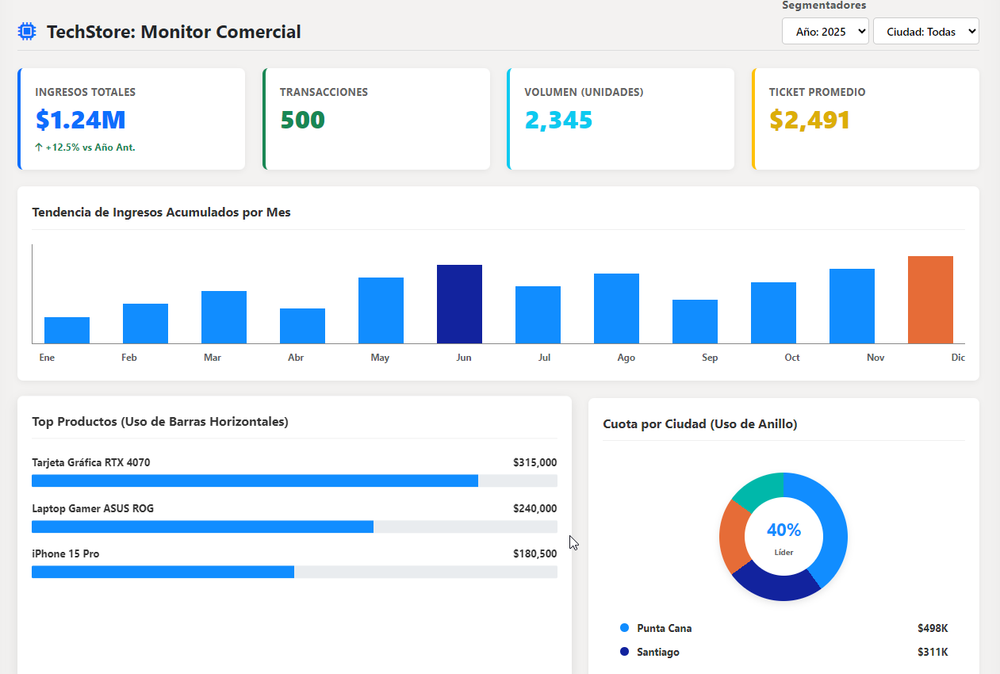 Segmentadores
TechStore: Monitor Comercial
Año: 2025
Ciudad: Todas
INGRESOS TOTALES
$1.24M
↑ +12.5% vs Año Ant.
TRANSACCIONES
500
VOLUMEN (UNIDADES)
2,345
TICKET PROMEDIO
$2,491
Tendencia de Ingresos Acumulados por Mes
Ene Feb Mar Abr May Jun Jul Ago Sep Oct Nov Dic
Top Productos (Uso de Barras Horizontales)
Tarjeta Gráfica RTX 4070 $315,000
Laptop Gamer ASUS ROG $240,000
iPhone 15 Pro $180,500
Cuota por Ciudad (Uso de Anillo)
40%
Líder
Punta Cana $498K
Santiago $311K